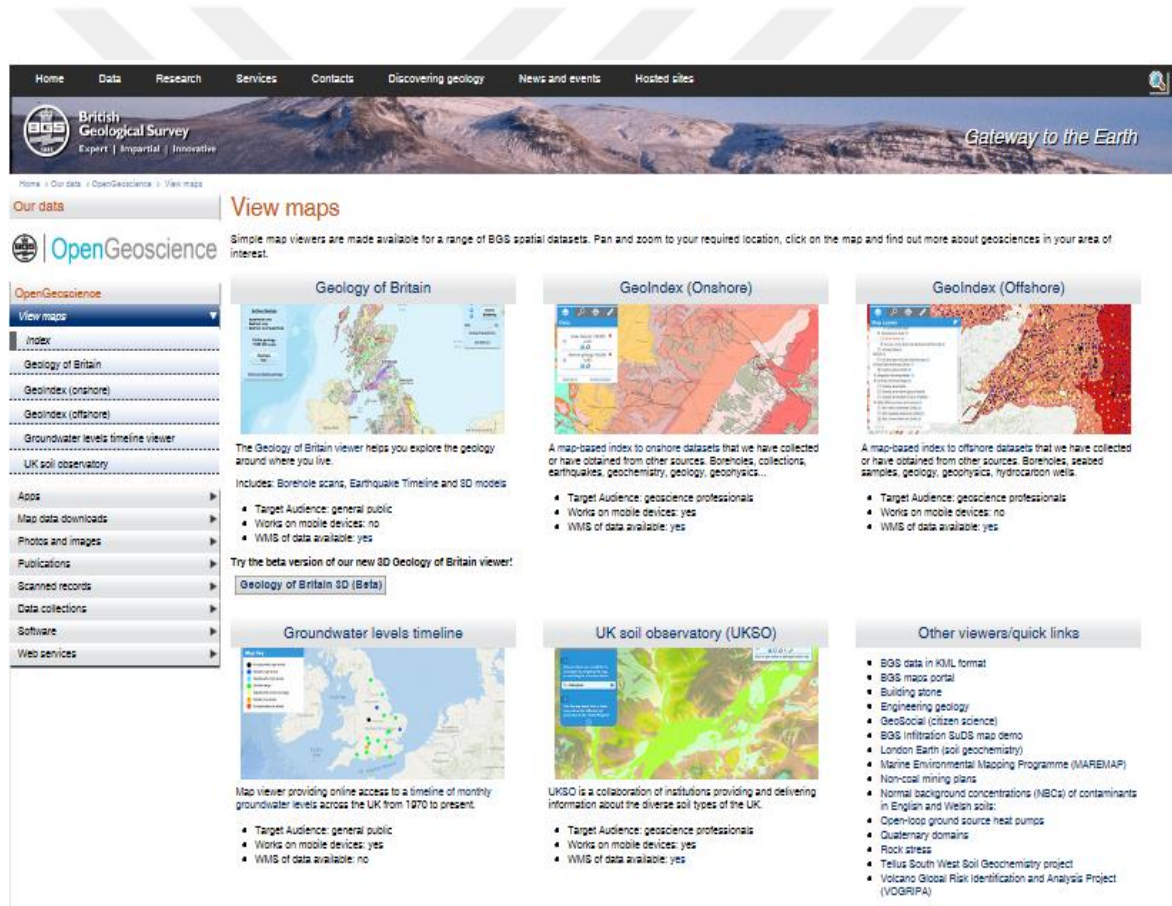 Home Data Research Services Contacts Discovering geology News and events Hosted sites
BGS
British
Geological Survey
Expert | Impartial | Innovative
Gateway to the Earth
Home > Our data > OpenGeoscience > View maps
Our data
OpenGeoscience
OpenGeoscience
View maps
Index
Geology of Britain
GeoIndex (onshore)
GeoIndex (offshore)
Groundwater levels timeline viewer
UK soil observatory
Apps
Map data downloads
Photos and images
Publications
Scanned records
Data collections
Software
Web services
View maps
Simple map viewers are made available for a range of BGS spatial datasets. Pan and zoom to your required location, click on the map and find out more about geosciences in your area of
interest.
Geology of Britain
The Geology of Britain viewer helps you explore the geology
around where you live.
Includes: Borehole scans, Earthquake Timeline and 3D models
Target Audience: general public
Works on mobile devices: no
WMS of data available: yes
Try the beta version of our new 3D Geology of Britain viewer!
Geology of Britain 3D (Beta)
GeoIndex (Onshore)
A map-based index to onshore datasets that we have collected
or have obtained from other sources. Boreholes, collections,
earthquakes, geochemistry, geology, geophysics...
Target Audience: geoscience professionals
Works on mobile devices: yes
WMS of data available: yes
GeoIndex (Offshore)
A map-based index to offshore datasets that we have collected
or have obtained from other sources. Boreholes, seabed
samples, geology, geophysics, hydrocarbon wells.
Target Audience: geoscience professionals
Works on mobile devices: no
WMS of data available: yes
Groundwater levels timeline
Map Key
Map viewer providing online access to a timeline of monthly
groundwater levels across the UK from 1970 to present.
Target Audience: general public
Works on mobile devices: yes
WMS of data available: no
UK soil observatory (UKSO)
UKSO is a collaboration of institutions providing and delivering
information about the diverse soil types of the UK.
Target Audience: geoscience professionals
Works on mobile devices: yes
WMS of data available: yes
Other viewers/quick links
BGS data in KML format
BGS maps portal
Building stone
Engineering geology
GeoSocial (citizen science)
BGS Infiltration SuDS map demo
London Earth (soil geochemistry)
Marine Environmental Mapping Programme (MAREMAP)
Non-coal mining plans
Normal background concentrations (NBCs) of contaminants
in English and Welsh soils:
Open-loop ground source heat pumps
Quaternary domains
Rock stress
Tellus South West Soil Geochemistry project
Volcano Global Risk Identification and Analysis Project
(VOGRIPA)